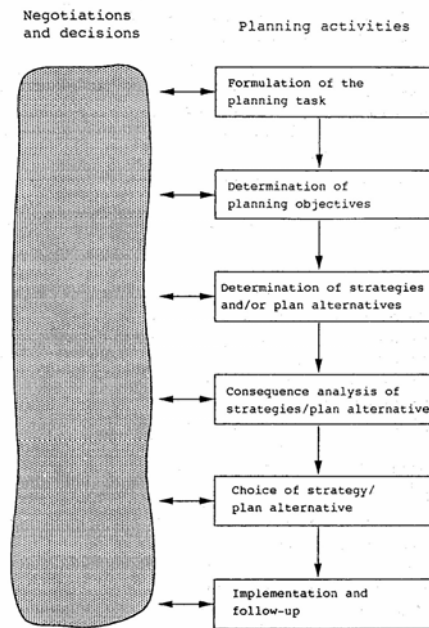 Negotiations
and decisions
Planning activities
Formulation of the
planning task
Determination of
planning objectives
Determination of strategies
and/or plan alternatives
Consequence analysis of
strategies/plan alternative
Choice of strategy/
plan alternative
Implementation and
follow-up